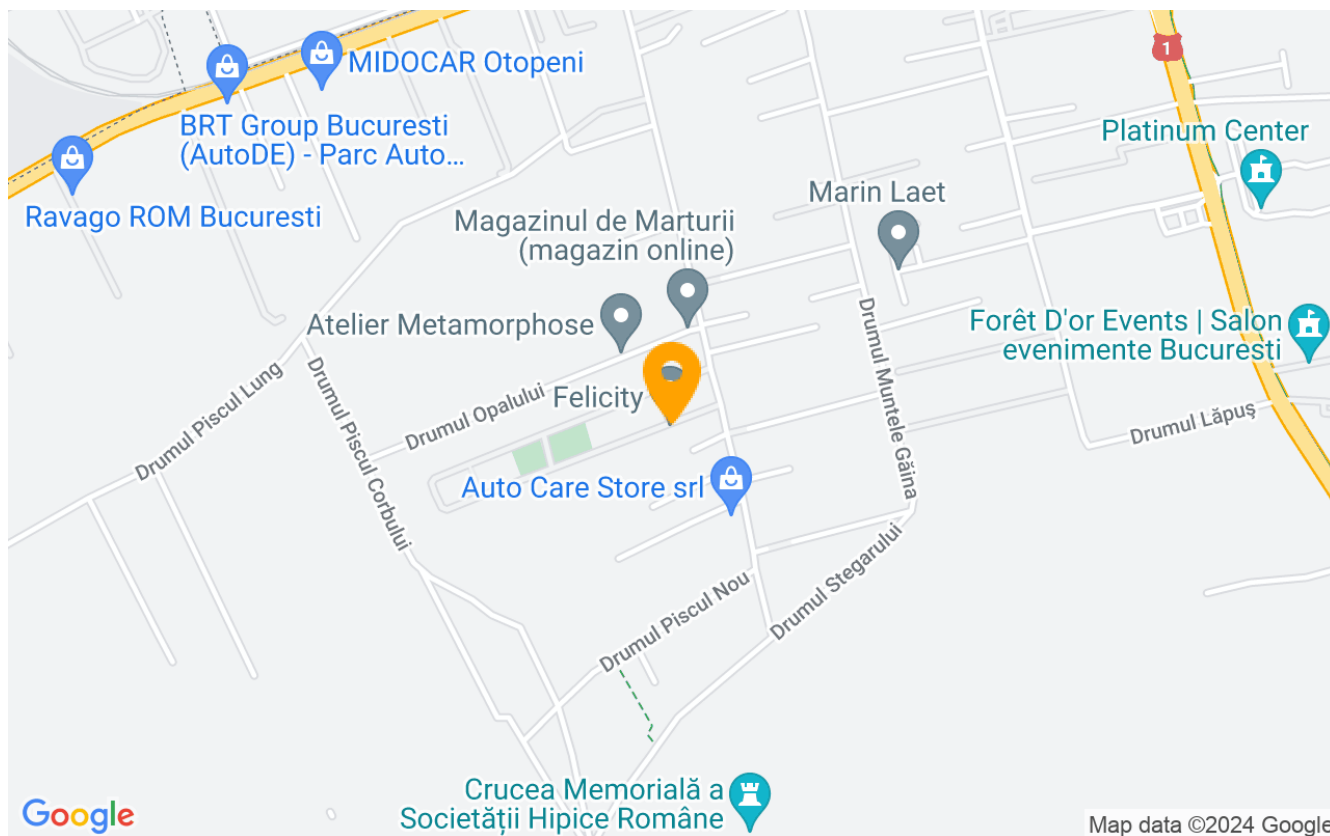 MIDOCAR Otopeni
1
BRT Group Bucuresti
(AutoDE) - Parc Auto...
Platinum Center
Ravago ROM Bucuresti
Marin Laet
Magazinul de Marturii
(magazin online)
Atelier Metamorphose
Forêt D'or Events | Salon
evenimente Bucuresti
Drumul Muntele Găina
Drumul Piscul Lung
Drumul Piscul Corbului
Drumul Opalului
Felicity
Drumul Lăpuș
Auto Care Store srl
Drumul Piscul Nou
Drumul Stegarului
Crucea Memorială a
Societății Hipice Române
Google
Map data ©2024 Google